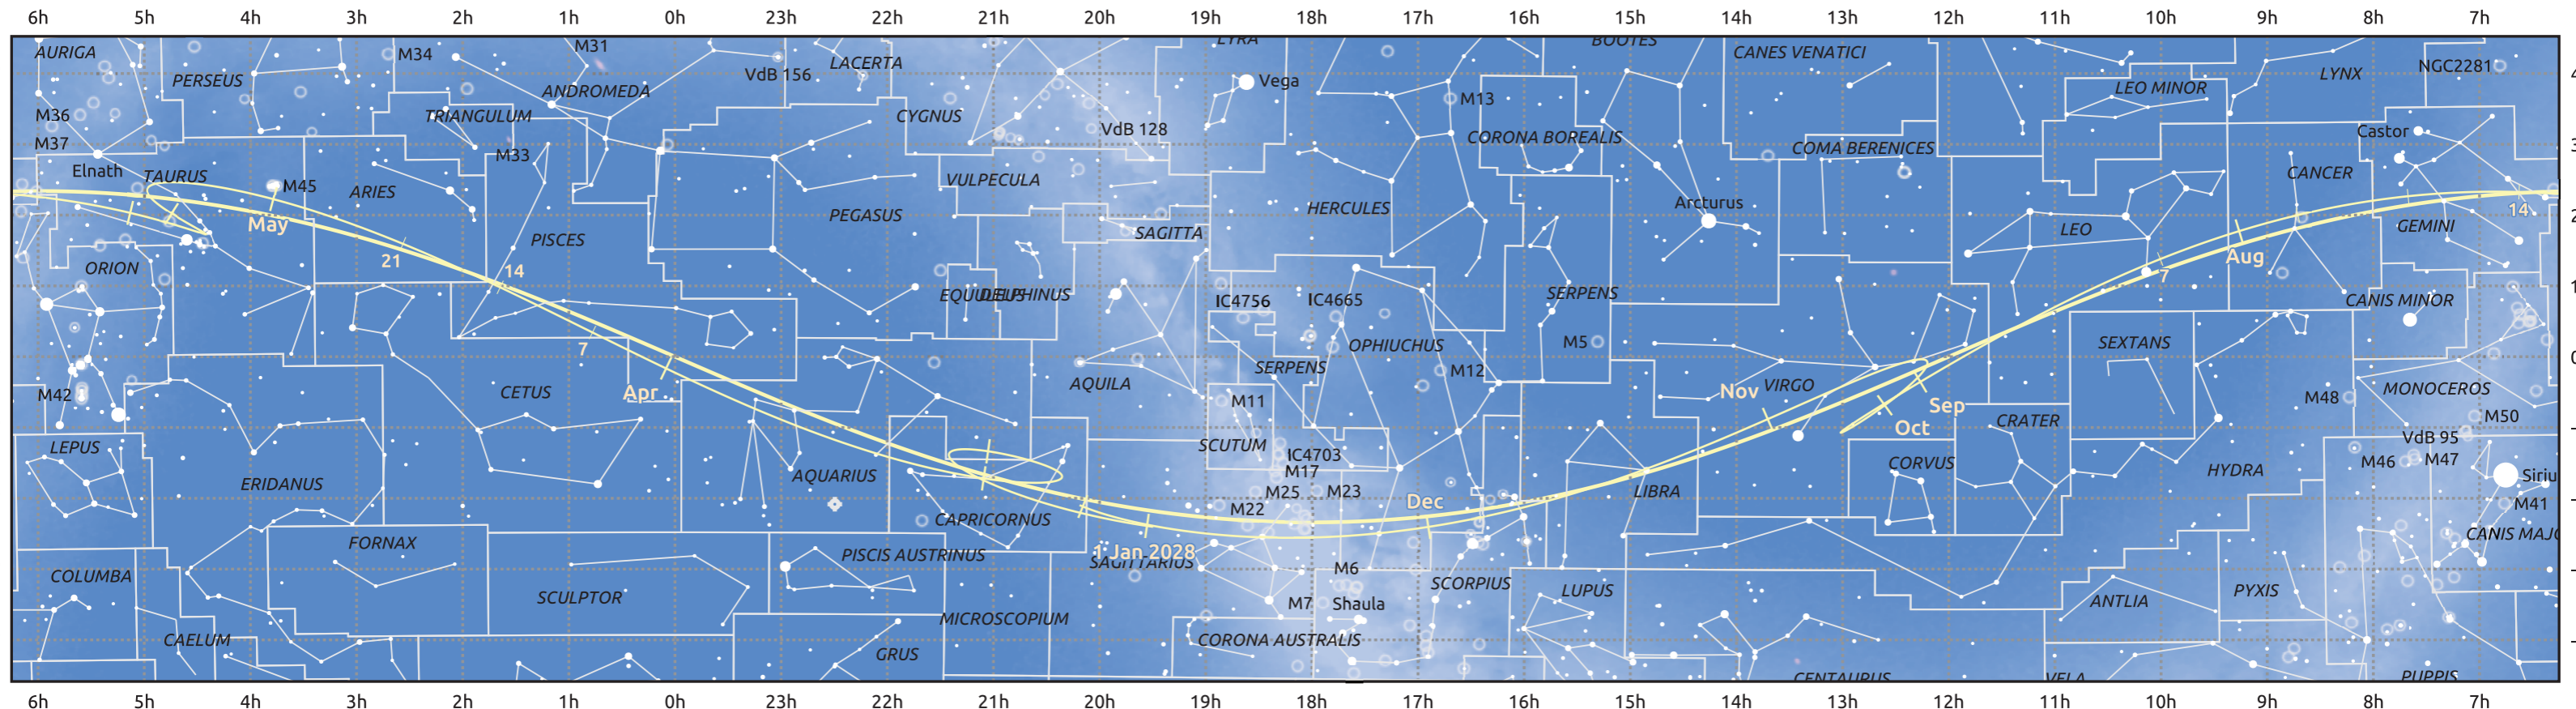 6h 5h 4h 3h 2h 1h 0h 23h 22h 21h 20h 19h 18h 17h 16h 15h 14h 13h 12h 11h 10h 9h 8h 7h
AURIGA
PERSEUS
M34
M31
VdB 156
LACERTA
LYRA
BOOTES
CANES VENATICI
LYNX
NGC2281
ANDROMEDA
Vega
LEO MINOR
M36
TRIANGULUM
CYGNUS
M13
M37
M33
VdB 128
CORONA BOREALIS
COMA BERENICES
Castor
Elnath
TAURUS
M45
ARIES
VULPECULA
CANCER
May
PEGASUS
HERCULES
Arcturus
14
PISCES
SAGITTA
LEO
GEMINI
21
14
Aug
ORION
7
EQUULEUS
DELPHINUS
IC4756
IC4665
SERPENS
CANIS MINOR
7
OPHIUCHUS
M5
SEXTANS
CETUS
SERPENS
M12
M42
Apr
AQUILA
M11
Nov
VIRGO
Sep
M48
MONOCEROS
LEPUS
SCUTUM
IC4703
Oct
CRATER
M50
VdB 95
ERIDANUS
AQUARIUS
M17
CORVUS
HYDRA
M46
M47
Siriu
M25
M23
Dec
LIBRA
M22
M41
CAPRICORNUS
FORNAX
PISCIS AUSTRINUS
1 Jan 2028
SAGITTARIUS
CANIS MAJO
COLUMBA
SCULPTOR
M6
SCORPIUS
LUPUS
ANTLIA
PYXIS
M7
Shaula
CAELUM
MICROSCOPIUM
CORONA AUSTRALIS
GRUS
CENTAURUS
VELA
PUPPIS
6h 5h 4h 3h 2h 1h 0h 23h 22h 21h 20h 19h 18h 17h 16h 15h 14h 13h 12h 11h 10h 9h 8h 7h